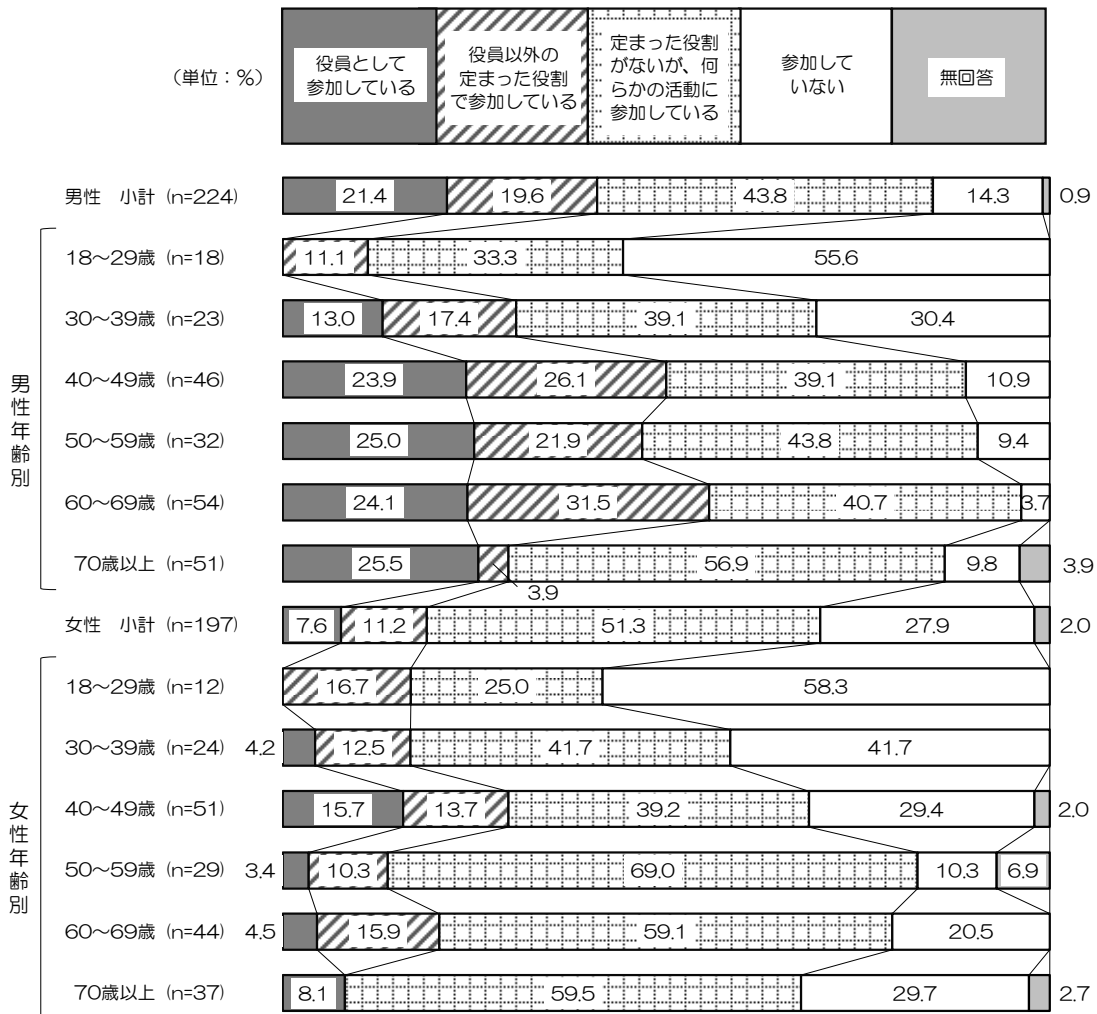 （単位：％）
役員として
参加している
役員以外の
定まった役割
で参加している
定まった役割
がないが、何
らかの活動に
参加している
参加して
いない
無回答
男性　小計 (n=224) 21.4 19.6 43.8 14.3 0.9
男性年齢別
18～29歳 (n=18) 11.1 33.3 55.6
30～39歳 (n=23) 13.0 17.4 39.1 30.4
40～49歳 (n=46) 23.9 26.1 39.1 10.9
50～59歳 (n=32) 25.0 21.9 43.8 9.4
60～69歳 (n=54) 24.1 31.5 40.7 3.7
70歳以上 (n=51) 25.5 3.9 56.9 9.8 3.9
女性　小計 (n=197) 7.6 11.2 51.3 27.9 2.0
女性年齢別
18～29歳 (n=12) 16.7 25.0 58.3
30～39歳 (n=24) 4.2 12.5 41.7 41.7
40～49歳 (n=51) 15.7 13.7 39.2 29.4 2.0
50～59歳 (n=29) 3.4 10.3 69.0 10.3 6.9
60～69歳 (n=44) 4.5 15.9 59.1 20.5
70歳以上 (n=37) 8.1 59.5 29.7 2.7